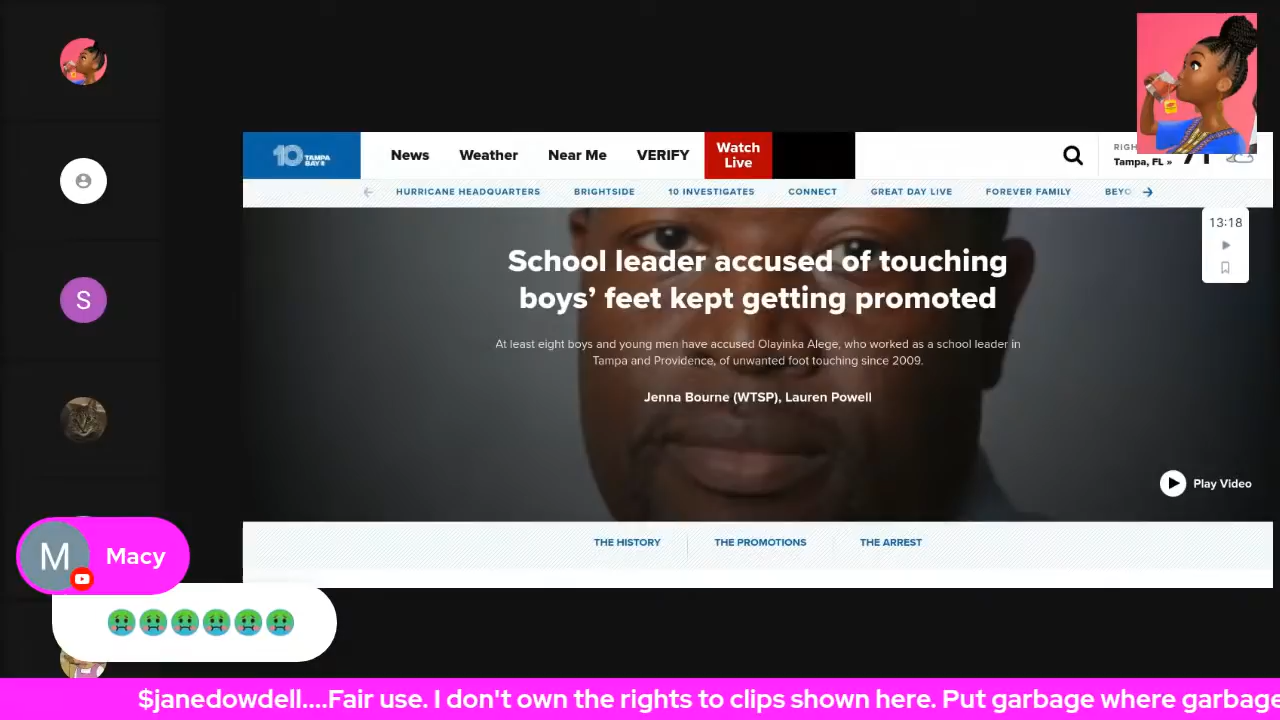 10 TAMPA BAY
News
Weather
Near Me
VERIFY
Watch
Live
Tampa, FL »
HURRICANE HEADQUARTERS
BRIGHTSIDE
10 INVESTIGATES
CONNECT
GREAT DAY LIVE
FOREVER FAMILY
13:18
School leader accused of touching
boys’ feet kept getting promoted
At least eight boys and young men have accused Olayinka Alege, who worked as a school leader in
Tampa and Providence, of unwanted foot touching since 2009.
Jenna Bourne (WTSP), Lauren Powell
Play Video
THE HISTORY
THE PROMOTIONS
THE ARREST
S
M
Macy
🤢🤢🤢🤢🤢🤢
$janedowdell....Fair use. I don't own the rights to clips shown here. Put garbage where garbage